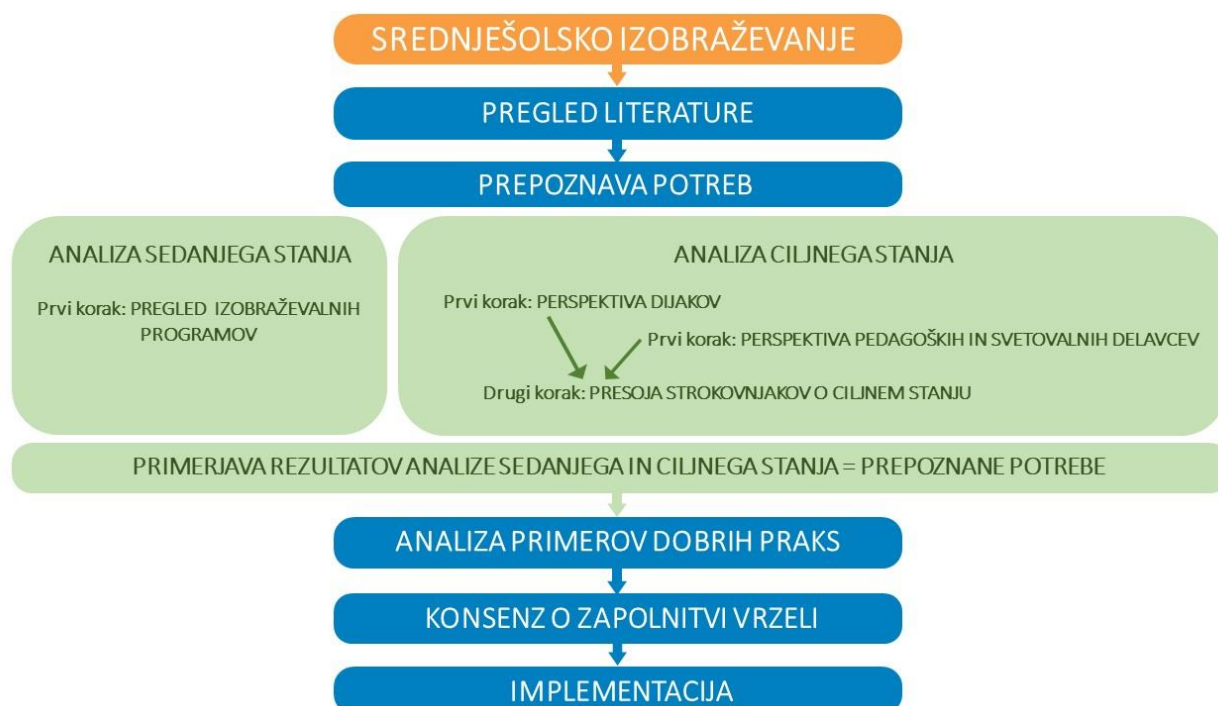 SREDNJEŠOLSKO IZOBRAŽEVANJE
PREGLED LITERATURE
PREPOZNAVA POTREB
ANALIZA SEDANJEGA STANJA
Prvi korak: PREGLED IZOBRAŽEVALNIH
PROGRAMOV
ANALIZA CILJNEGA STANJA
Prvi korak: PERSPEKTIVA DIJAKOV
Prvi korak: PERSPEKTIVA PEDAGOŠKIH IN SVETOVALNIH DELAVCEV
Drugi korak: PRESOJA STROKOVNJAKOV O CILJNEM STANJU
PRIMERJAVA REZULTATOV ANALIZE SEDANJEGA IN CILJNEGA STANJA = PREPOZNANE POTREBE
ANALIZA PRIMEROV DOBRIH PRAKS
KONSENZ O ZAPOLNITVI VRZELI
IMPLEMENTACIJA